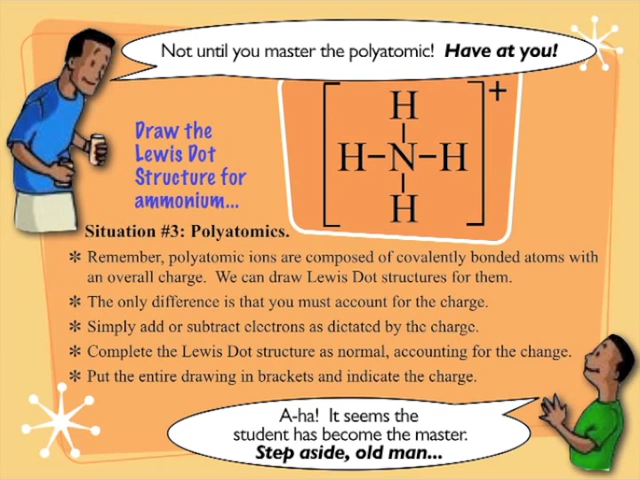 Not until you master the polyatomic! Have at you!
Draw the
Lewis Dot
Structure for
ammonium...
H
H–N–H
H
+
Situation #3: Polyatomics.
✻ Remember, polyatomic ions are composed of covalently bonded atoms with
an overall charge. We can draw Lewis Dot structures for them.
✻ The only difference is that you must account for the charge.
✻ Simply add or subtract electrons as dictated by the charge.
✻ Complete the Lewis Dot structure as normal, accounting for the change.
✻ Put the entire drawing in brackets and indicate the charge.
A-ha! It seems the
student has become the master.
Step aside, old man...